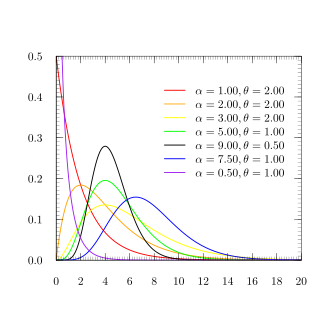 0.5
0.4
0.3
0.2
0.1
0.0
0 2 4 6 8 10 12 14 16 18 20
α = 1.00, θ = 2.00
α = 2.00, θ = 2.00
α = 3.00, θ = 2.00
α = 5.00, θ = 1.00
α = 9.00, θ = 0.50
α = 7.50, θ = 1.00
α = 0.50, θ = 1.00